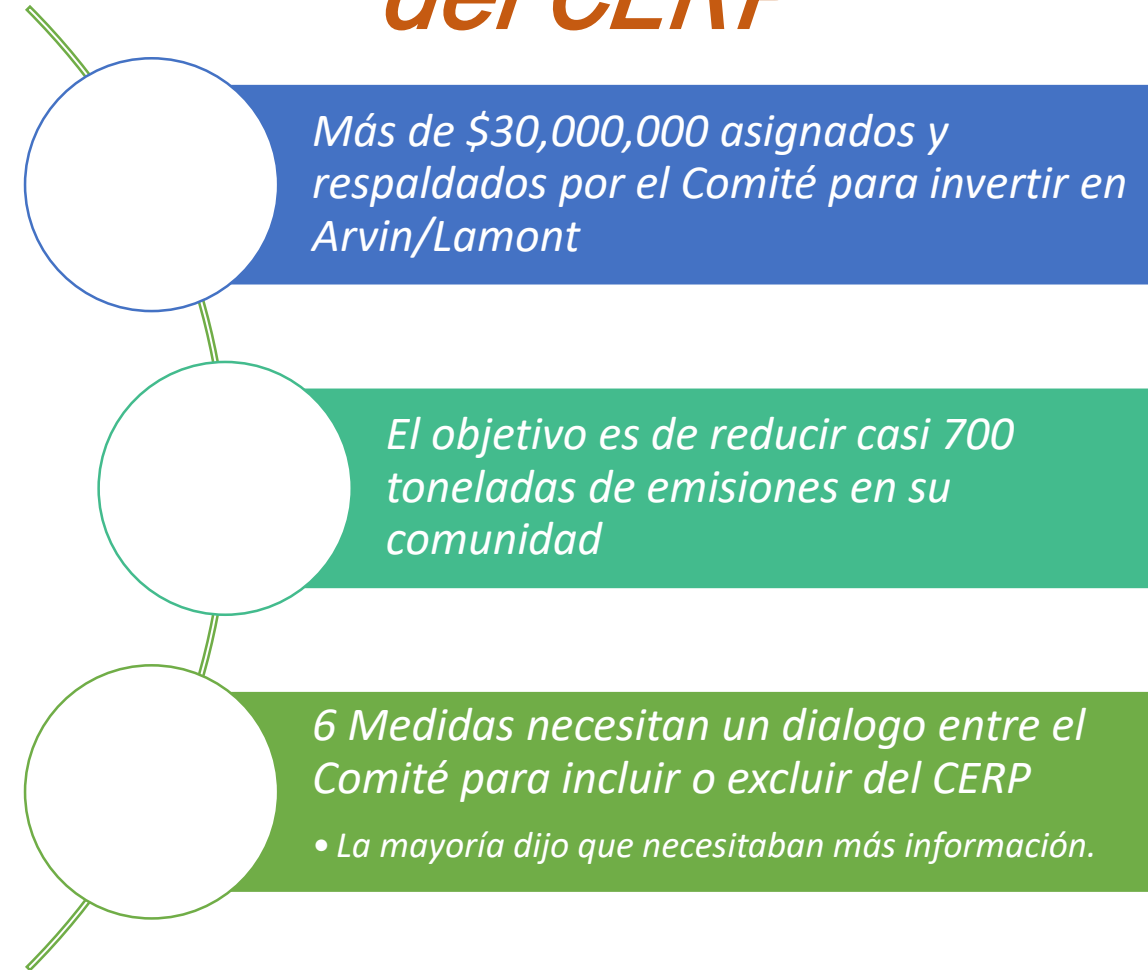 del CERP
Más de $30,000,000 asignados y
respaldados por el Comité para invertir en
Arvin/Lamont
El objetivo es de reducir casi 700
toneladas de emisiones en su
comunidad
6 Medidas necesitan un dialogo entre el
Comité para incluir o excluir del CERP
• La mayoría dijo que necesitaban más información.